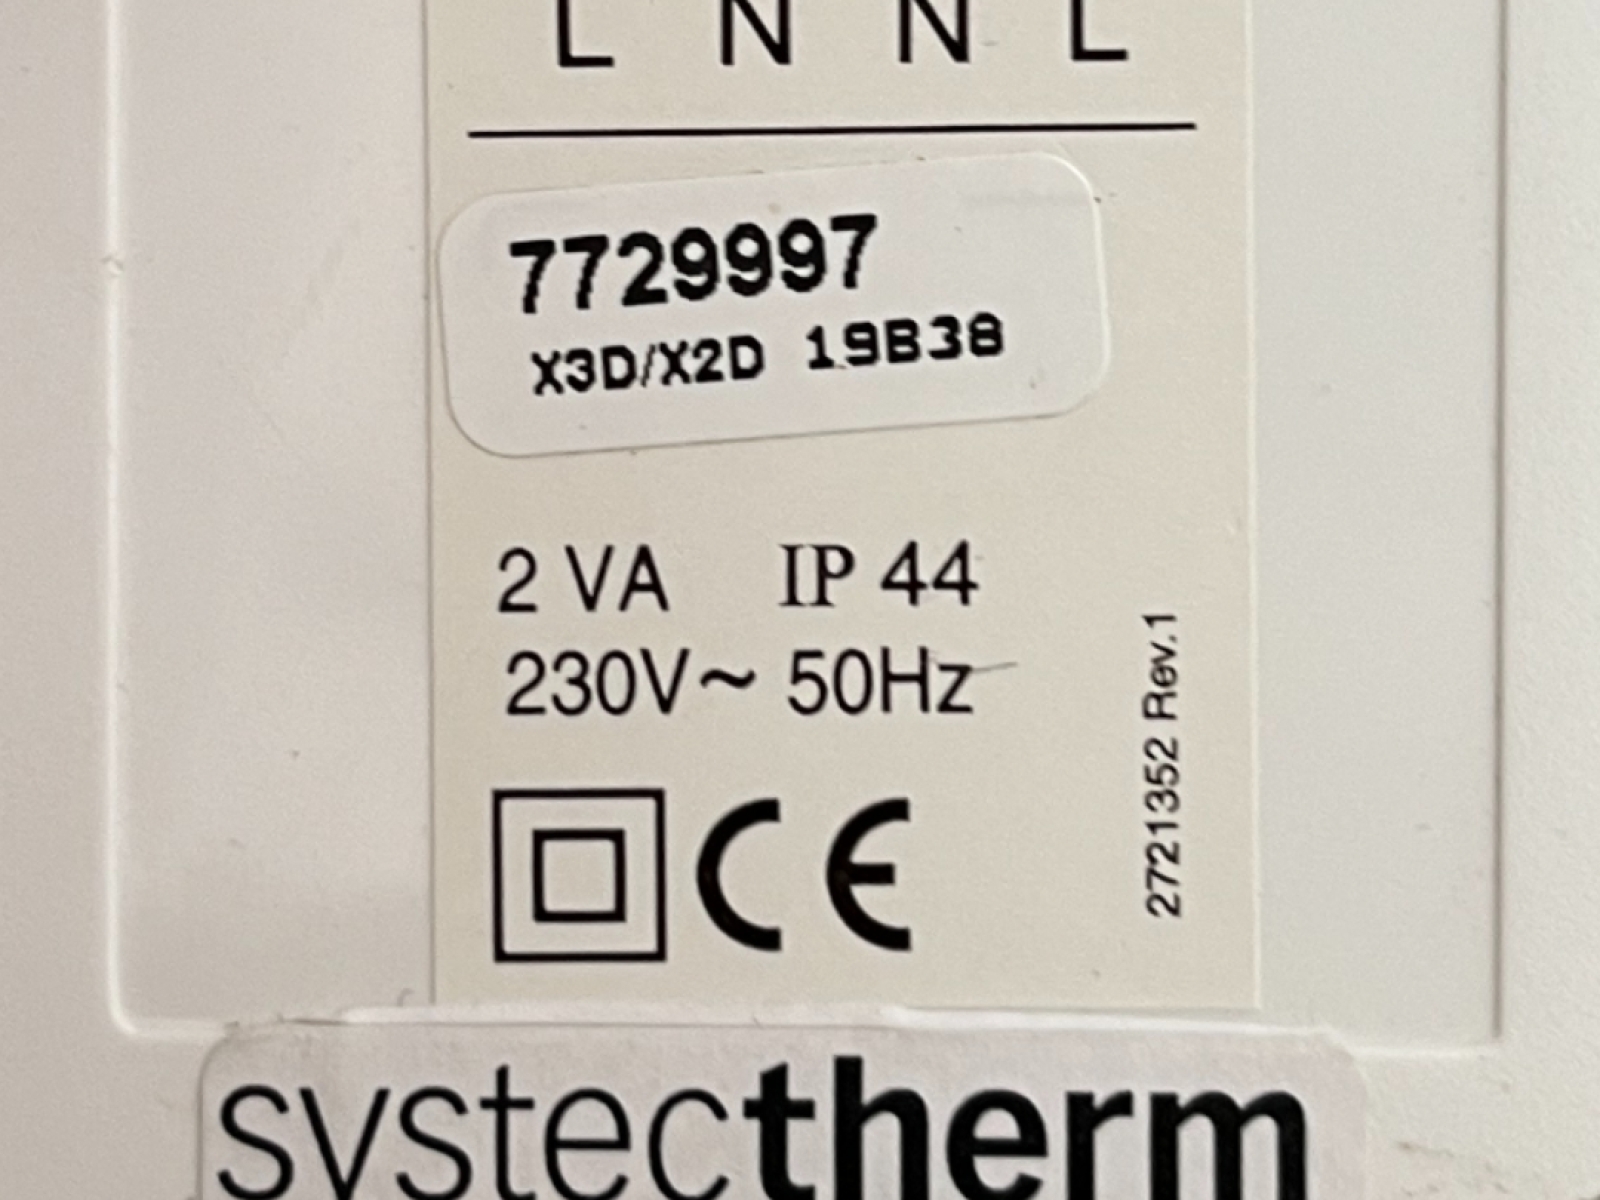 L N N L
7729997
X3D/X2D 19B38
2 VA IP 44
230V~ 50Hz
CE
2721352 Rev.1
systectherm